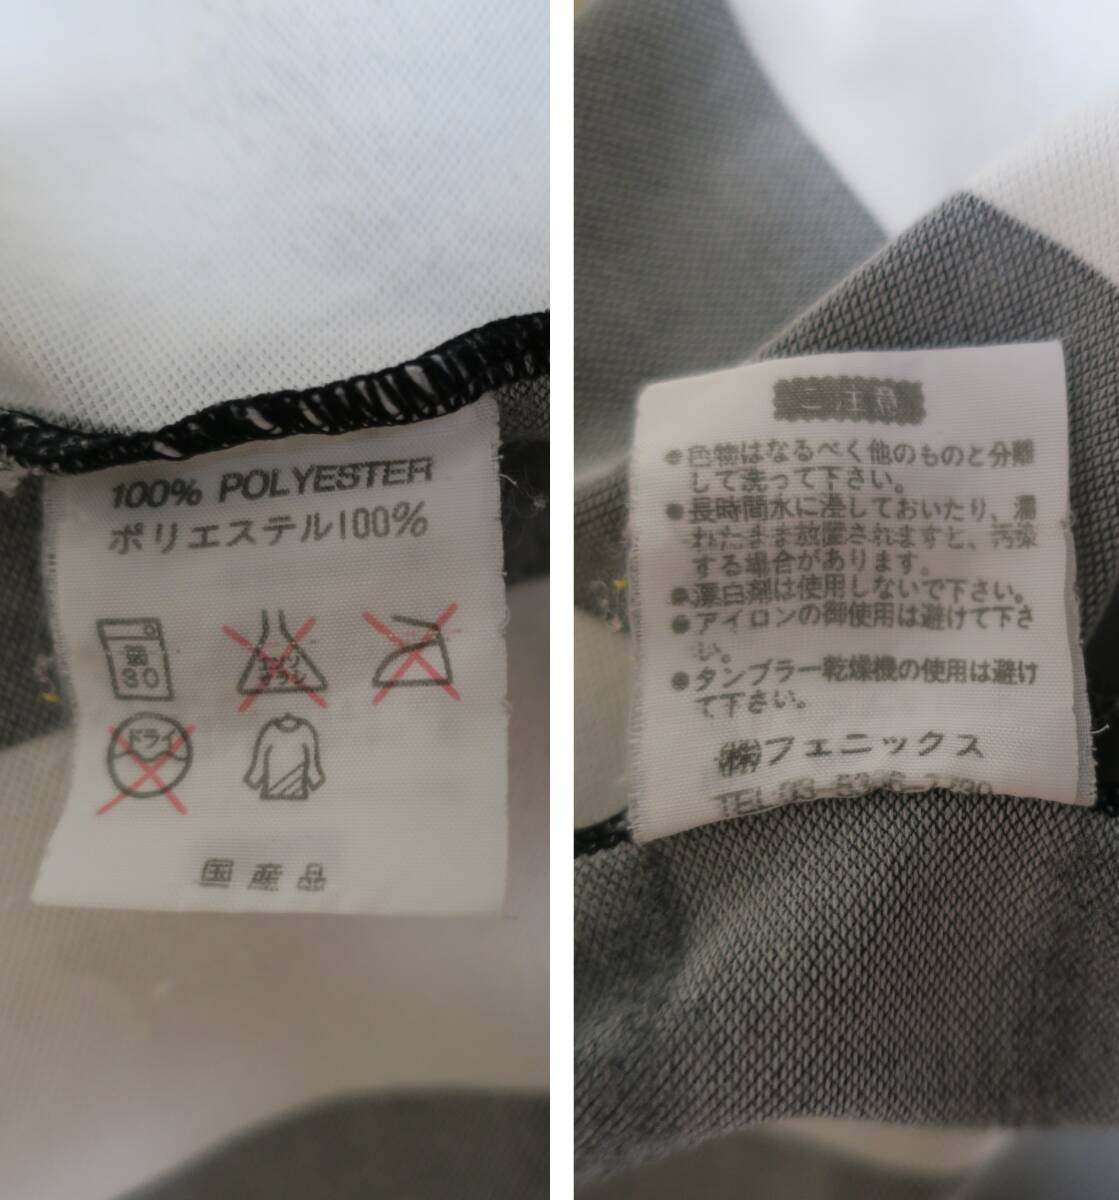 100% POLYESTER
ポリエステル100%
弱
30
エンソ
サラシ
ドライ
国産品
ご注意
●色物はなるべく他のものと分離
して洗って下さい。
●長時間水に浸しておいたり、濡
れたまま放置されますと、汚染
する場合があります。
●漂白剤は使用しないで下さい。
●アイロンの御使用は避けて下さ
い。
●タンブラー乾燥機の使用は避け
て下さい。
㈱フェニックス
TEL 03